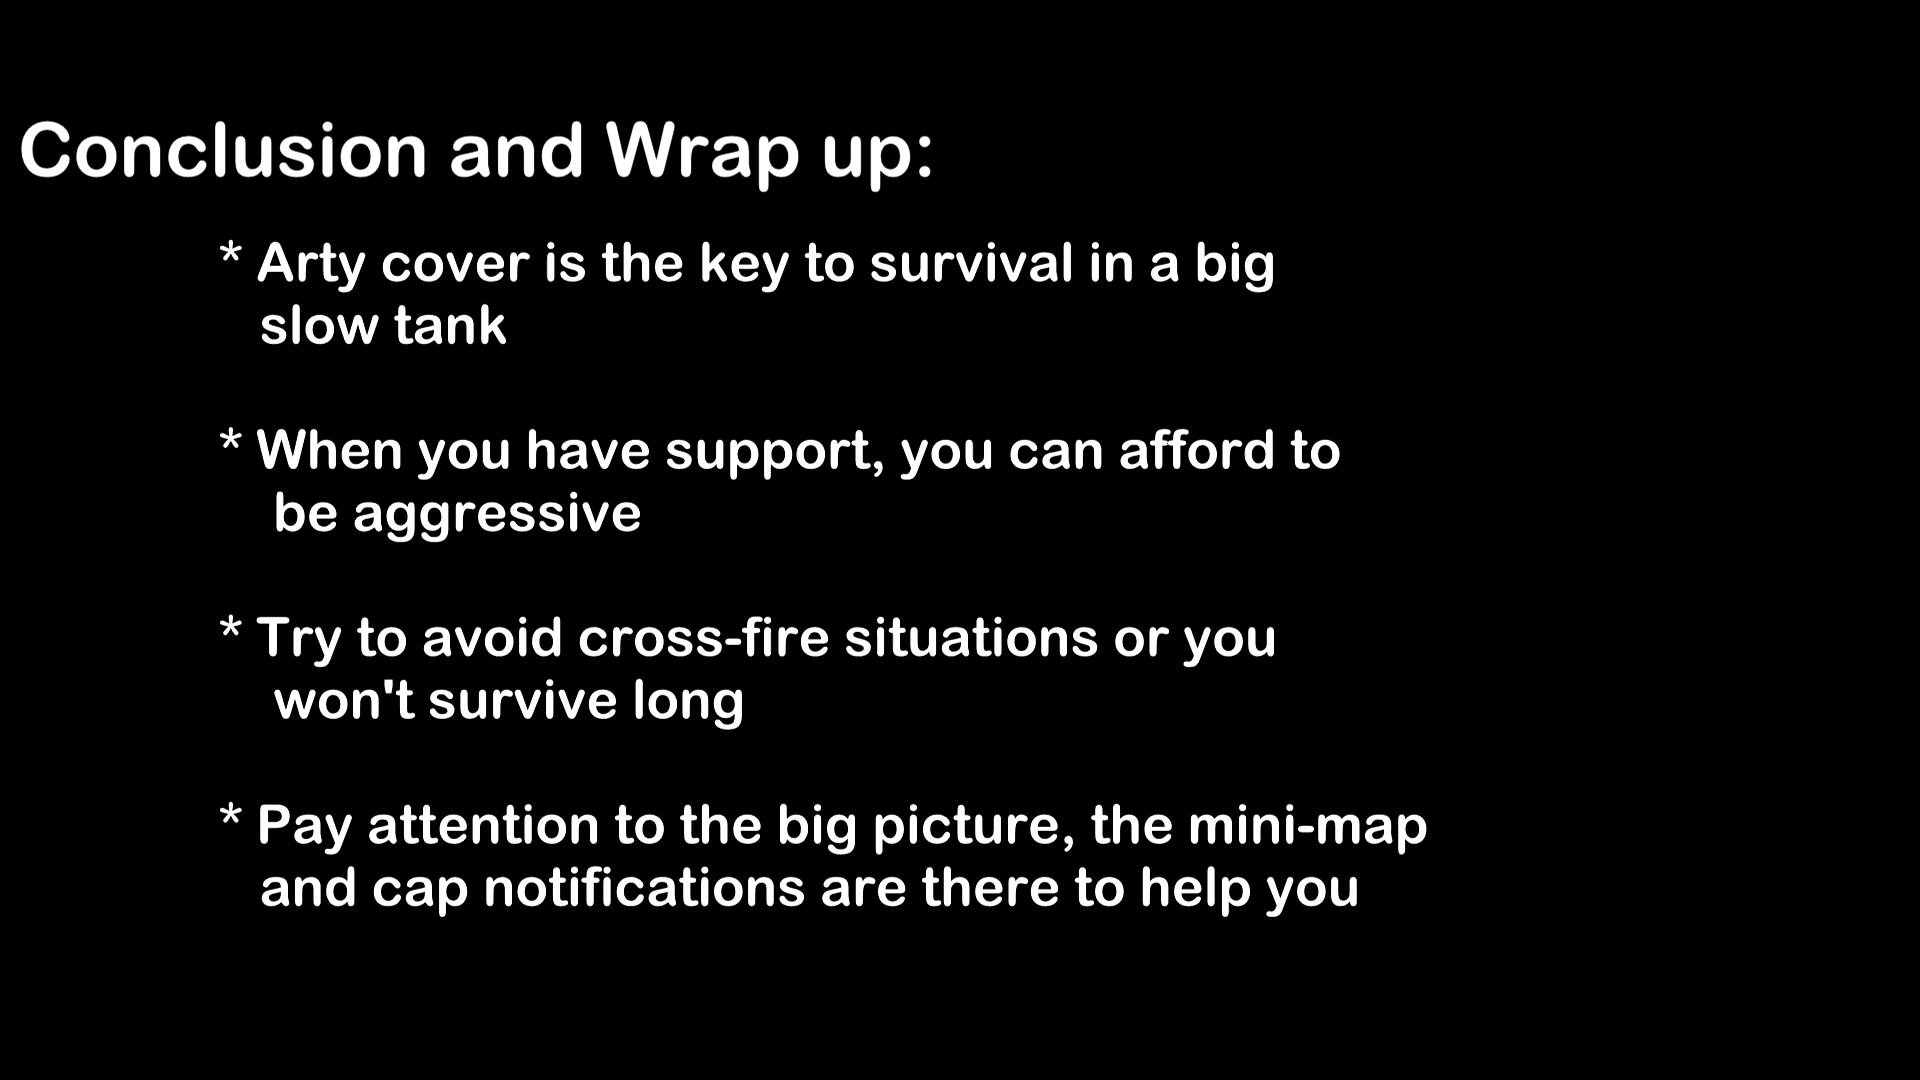 Conclusion and Wrap up:
* Arty cover is the key to survival in a big
slow tank
* When you have support, you can afford to
be aggressive
* Try to avoid cross-fire situations or you
won't survive long
* Pay attention to the big picture, the mini-map
and cap notifications are there to help you